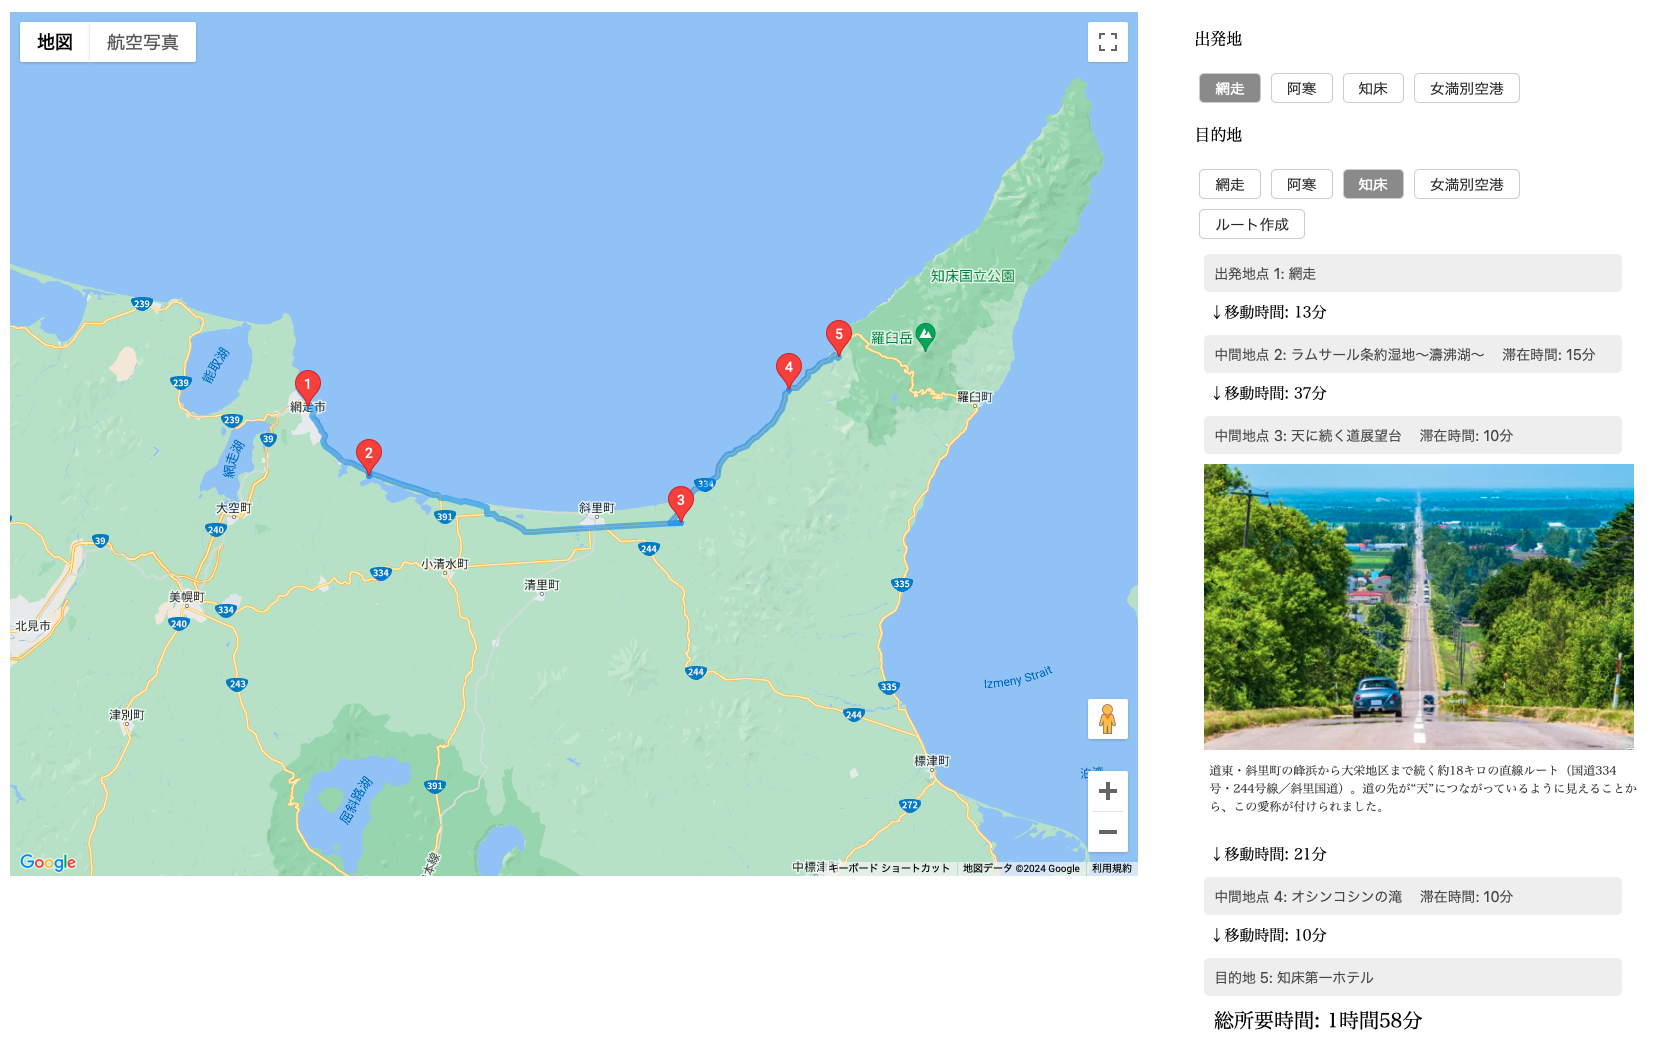 地図 航空写真
知床国立公園
羅臼岳
羅臼町
239
能取湖
239
239
39
網走市
網走湖
1
2
3
4
5
334
大空町
240
391
斜里町
244
39
小清水町
334
清里町
335
美幌町
334
240
北見市
244
243
335
Izmeny Strait
津別町
244
標津町
屈斜路湖
391
272
本線
Google
キーボード ショートカット 地図データ ©2024 Google 利用規約
出発地
網走 阿寒 知床 女満別空港
目的地
網走 阿寒 知床 女満別空港
ルート作成
出発地点 1: 網走
↓移動時間: 13分
中間地点 2: ラムサール条約湿地〜濤沸湖〜 滞在時間: 15分
↓移動時間: 37分
中間地点 3: 天に続く道展望台 滞在時間: 10分
道東・斜里町の峰浜から大栄地区まで続く約18キロの直線ルート（国道334
号・244号線／斜里国道）。道の先が“天”につながっているように見えることか
ら、この愛称が付けられました。
↓移動時間: 21分
中間地点 4: オシンコシンの滝 滞在時間: 10分
↓移動時間: 10分
目的地 5: 知床第一ホテル
総所要時間: 1時間58分